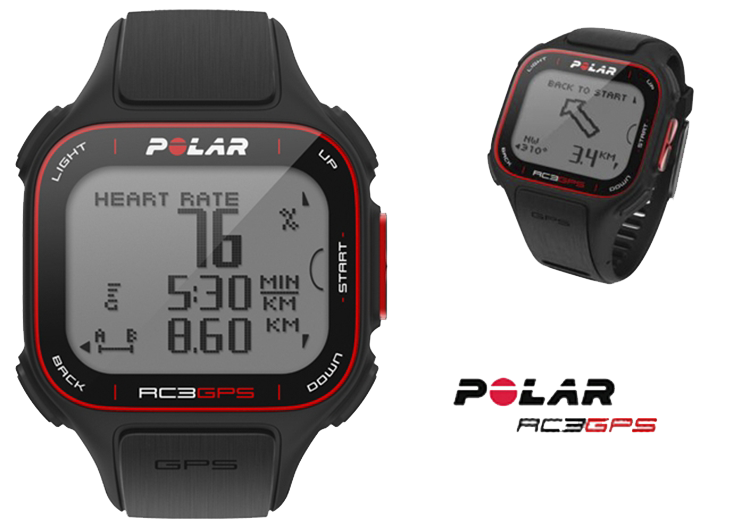 LIGHT
POLAR
UP
HEART RATE
76 %
5:30 MIN
KM
8.60 KM
A B
START
BACK
RC3GPS
DOWN
GPS
LIGHT
POLAR
UP
BACK TO START
NW
310°
3.4 KM
START
BACK
RC3GPS
DOWN
GPS
POLAR
RC3GPS